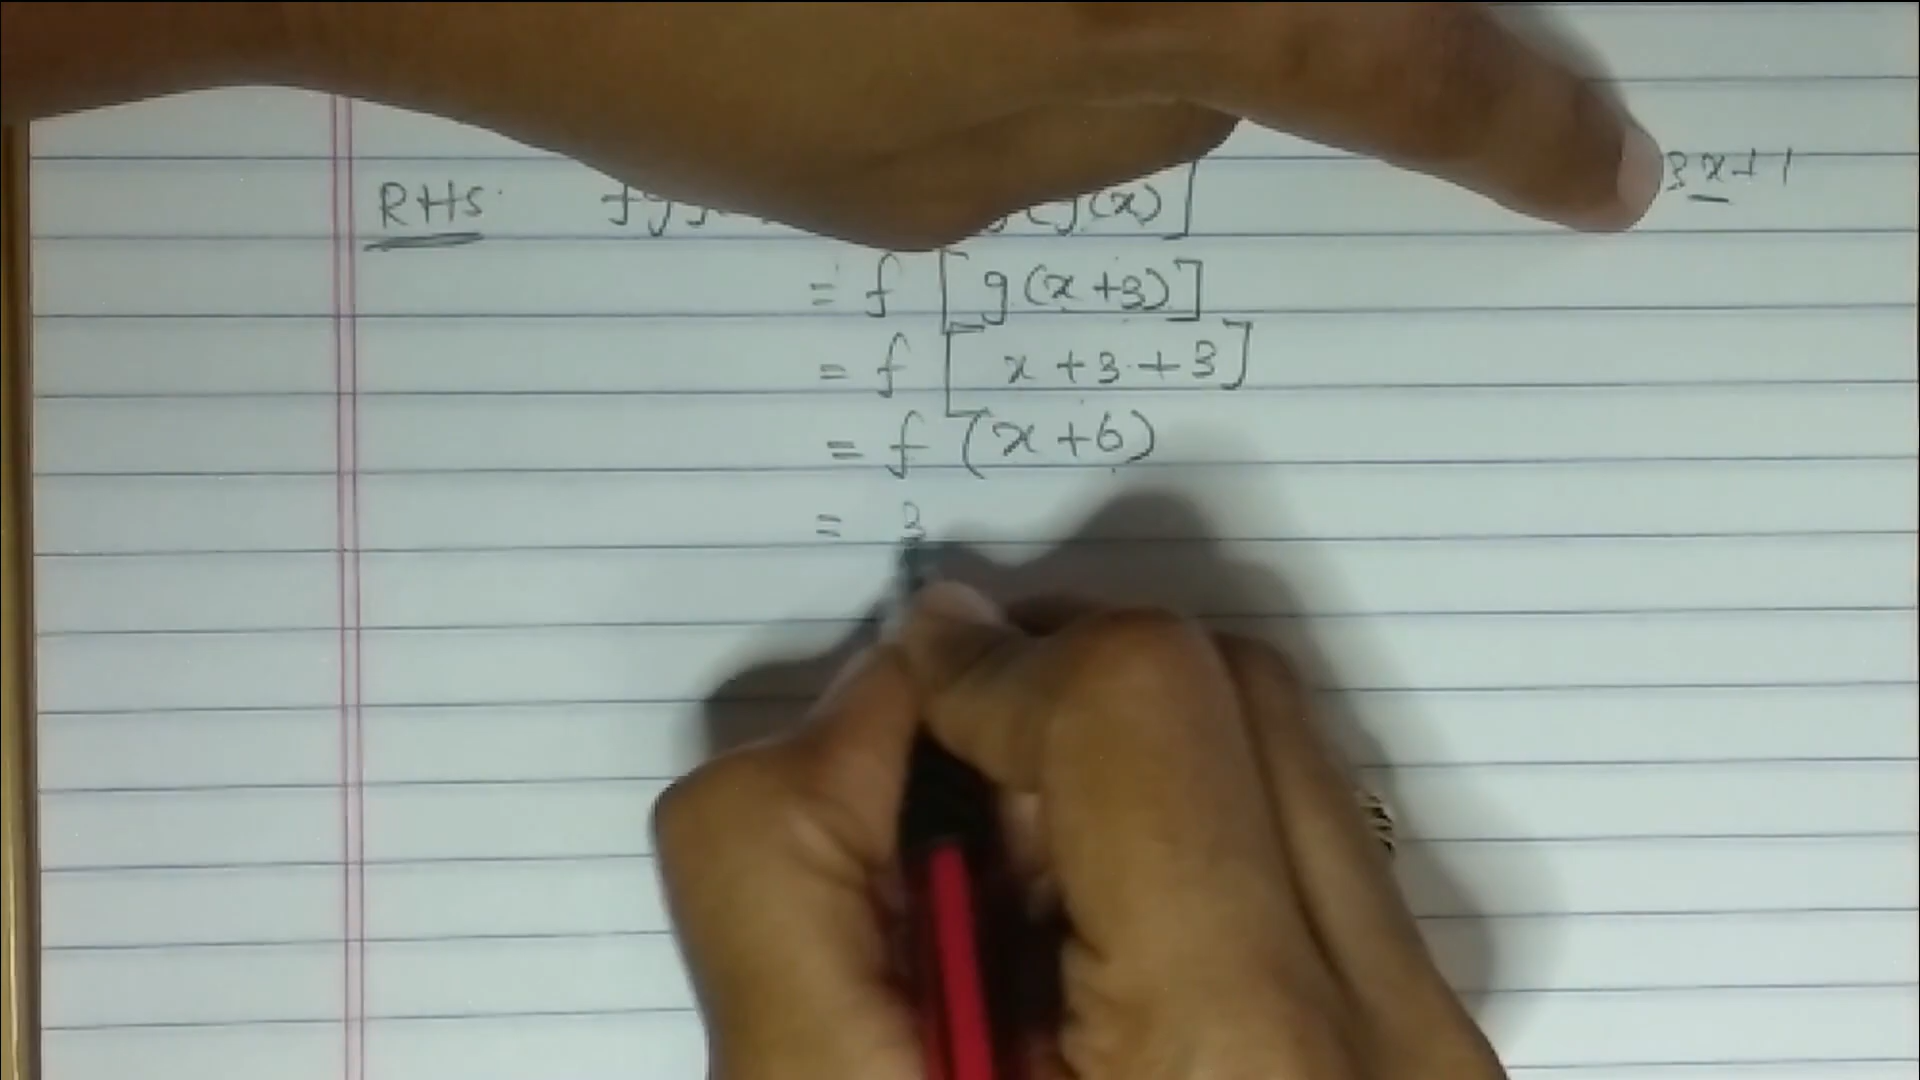 3x+1
RHS (x)]
= f [g(x+3)]
= f [x+3+3]
= f (x+6)
= 3